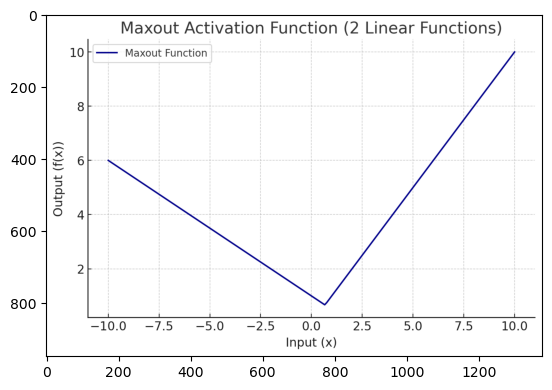 Maxout Activation Function (2 Linear Functions)
Maxout Function
10
8
6
4
2
Output (f(x))
−10.0 −7.5 −5.0 −2.5 0.0 2.5 5.0 7.5 10.0
Input (x)
0
200
400
600
800
0 200 400 600 800 1000 1200